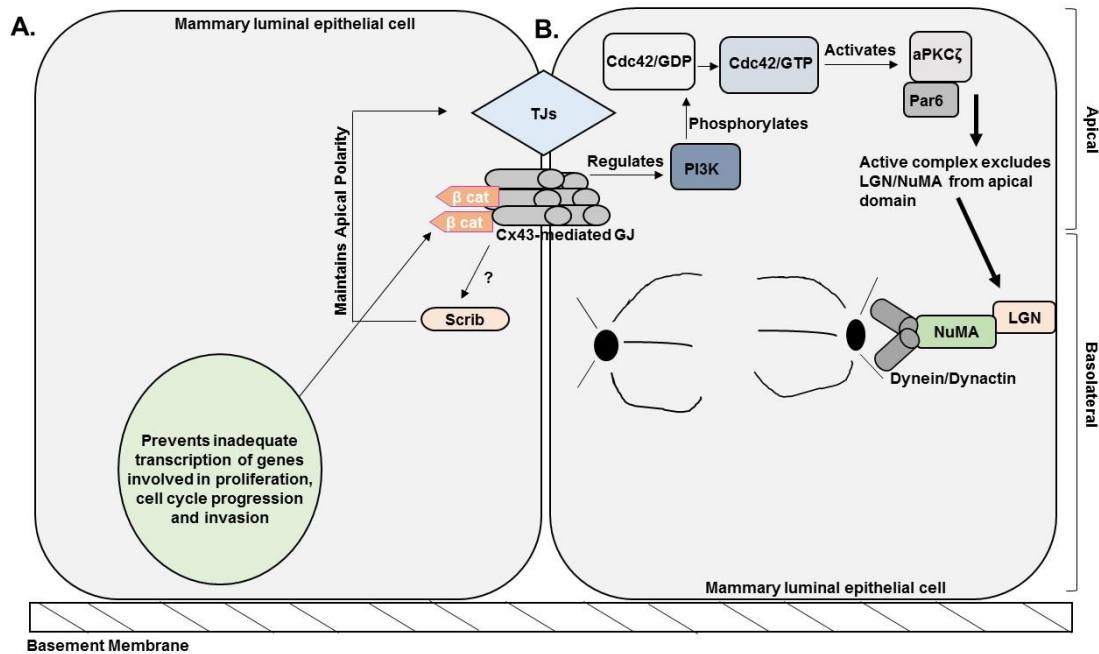 A.
Mammary luminal epithelial cell
B.
Cdc42/GDP
Cdc42/GTP
Activates
aPKCζ
Par6
TJs
Phosphorylates
Regulates
PI3K
Active complex excludes
LGN/NuMA from apical
domain
Apical
Maintains Apical Polarity
β cat
β cat
Cx43-mediated GJ
?
Scrib
LGN
NuMA
Dynein/Dynactin
Basolateral
Prevents inadequate
transcription of genes
involved in proliferation,
cell cycle progression
and invasion
Mammary luminal epithelial cell
Basement Membrane